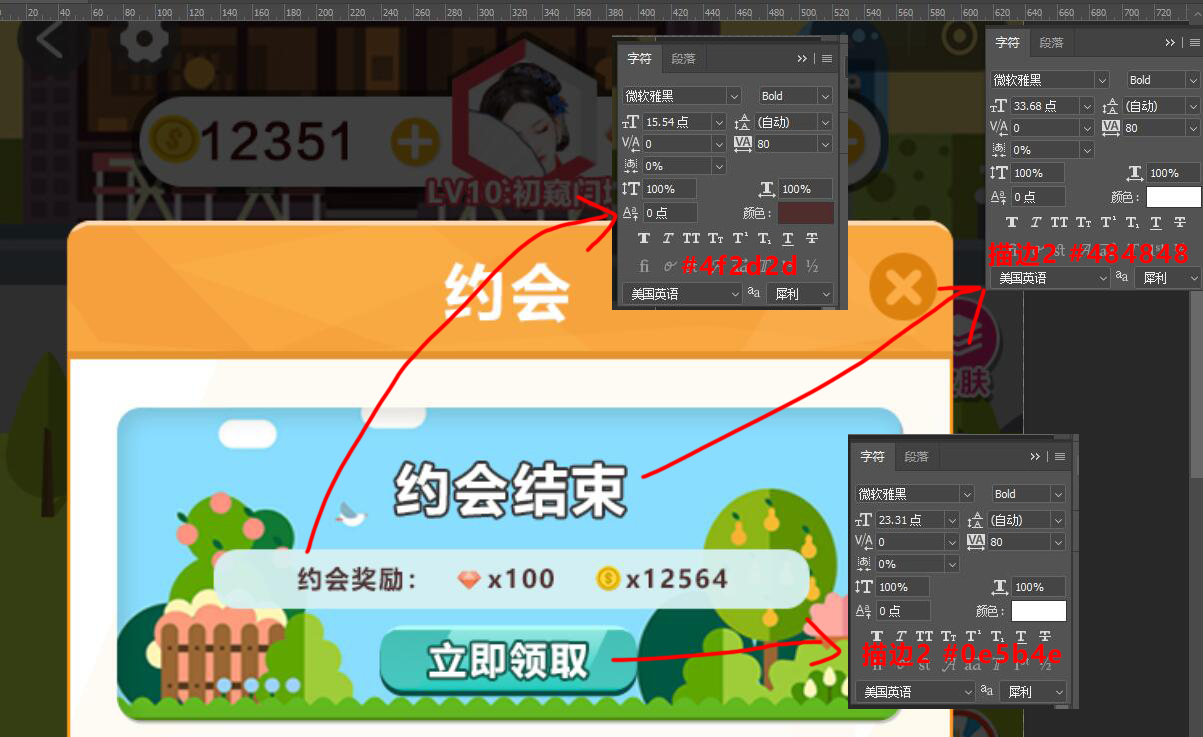 20 40 60 80 100 120 140 160 180 200 220 240 260 280 300 320 340 360 380 400 420 440 460 480 500 520 540 560 580 600 620 640 660 680 700 720
12351
LV10:初窥门
约会
约会结束
约会奖励: x100 x12564
立即领取
肤
字符 段落
微软雅黑 Bold
15.54 点 (自动)
0 80
0%
100% 100%
0 点 颜色:
T T TT Tт T¹ T₁ T T
fi ½
#4f2d2d
美国英语 aa 犀利
字符 段落
微软雅黑 Bold
33.68 点 (自动)
0 80
0%
100% 100%
0 点 颜色:
T T TT Tт T¹ T₁ T T
描边2 #484848
美国英语 aa 犀利
字符 段落
微软雅黑 Bold
23.31 点 (自动)
0 80
0%
100% 100%
0 点 颜色:
T T TT Tт T¹ T₁ T T
描边2 #0e5b4e
美国英语 aa 犀利